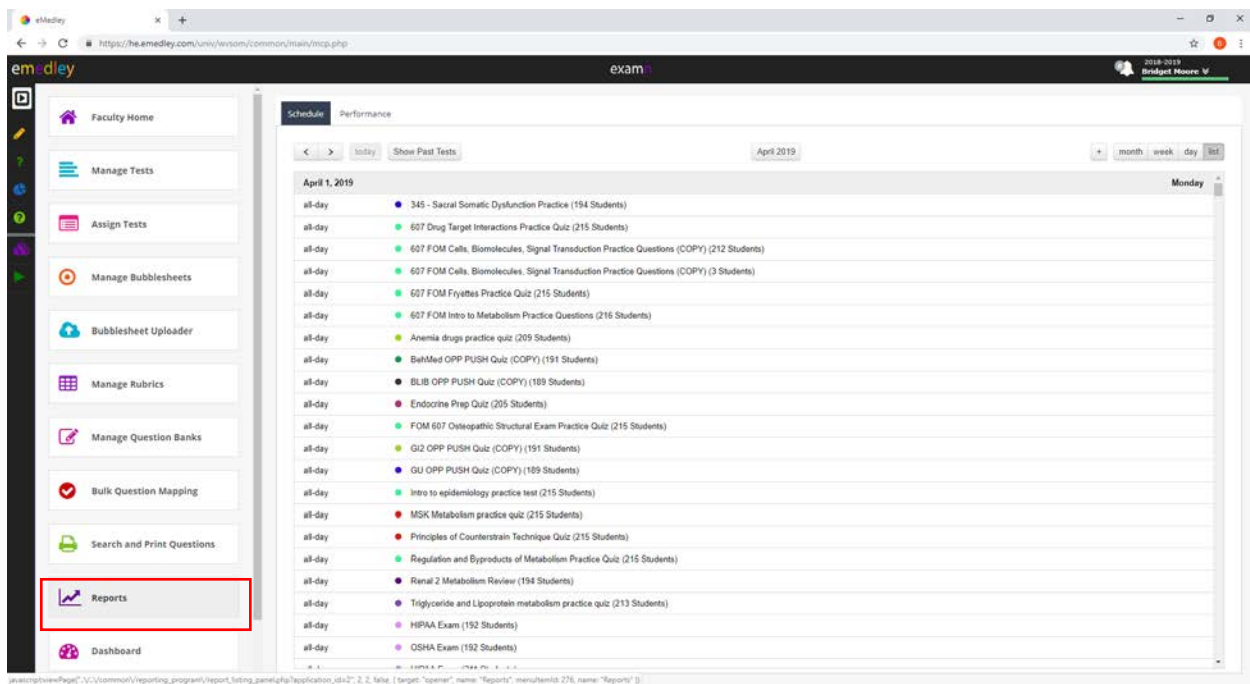 eMedley
https://he.emedley.com/univ/wvsom/common/main/mcp.php
emedley
examn
2018-2019
Bridget Moore
Faculty Home
Manage Tests
Assign Tests
Manage Bubblesheets
Bubblesheet Uploader
Manage Rubrics
Manage Question Banks
Bulk Question Mapping
Search and Print Questions
Reports
Dashboard
Schedule Performance
< > today Show Past Tests April 2019 + month week day list
April 1, 2019 Monday
all-day 345 - Sacral Somatic Dysfunction Practice (194 Students)
all-day 607 Drug Target Interactions Practice Quiz (215 Students)
all-day 607 FOM Cells, Biomolecules, Signal Transduction Practice Questions (COPY) (212 Students)
all-day 607 FOM Cells, Biomolecules, Signal Transduction Practice Questions (COPY) (3 Students)
all-day 607 FOM Fryettes Practice Quiz (215 Students)
all-day 607 FOM Intro to Metabolism Practice Questions (216 Students)
all-day Anemia drugs practice quiz (209 Students)
all-day BehMed OPP PUSH Quiz (COPY) (191 Students)
all-day BLIB OPP PUSH Quiz (COPY) (189 Students)
all-day Endocrine Prep Quiz (205 Students)
all-day FOM 607 Osteopathic Structural Exam Practice Quiz (215 Students)
all-day GI2 OPP PUSH Quiz (COPY) (191 Students)
all-day GU OPP PUSH Quiz (COPY) (189 Students)
all-day Intro to epidemiology practice test (215 Students)
all-day MSK Metabolism practice quiz (215 Students)
all-day Principles of Counterstrain Technique Quiz (215 Students)
all-day Regulation and Byproducts of Metabolism Practice Quiz (215 Students)
all-day Renal 2 Metabolism Review (194 Students)
all-day Triglyceride and Lipoprotein metabolism practice quiz (213 Students)
all-day HIPAA Exam (192 Students)
all-day OSHA Exam (192 Students)